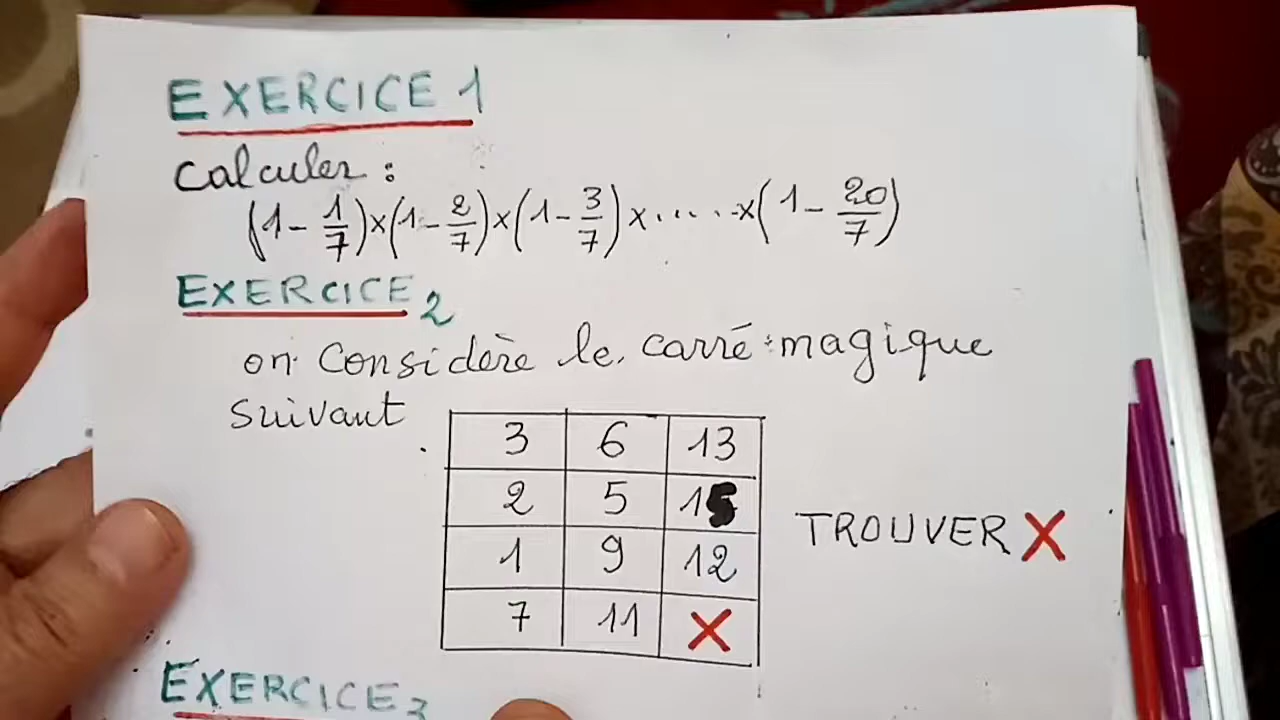 EXERCICE 1
Calculer :
(1 - 1/7) × (1 - 2/7) × (1 - 3/7) × ..... × (1 - 20/7)
EXERCICE 2
on considère le carré magique
suivant
3 6 13
2 5 15
1 9 12
7 11 X
TROUVER X
EXERCICE 3